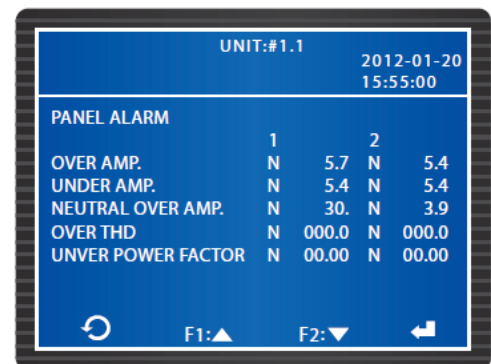 UNIT:#1.1
2012-01-20
15:55:00
PANEL ALARM
1 2
OVER AMP. N 5.7 N 5.4
UNDER AMP. N 5.4 N 5.4
NEUTRAL OVER AMP. N 30. N 3.9
OVER THD N 000.0 N 000.0
UNVER POWER FACTOR N 00.00 N 00.00
F1:▲ F2:▼